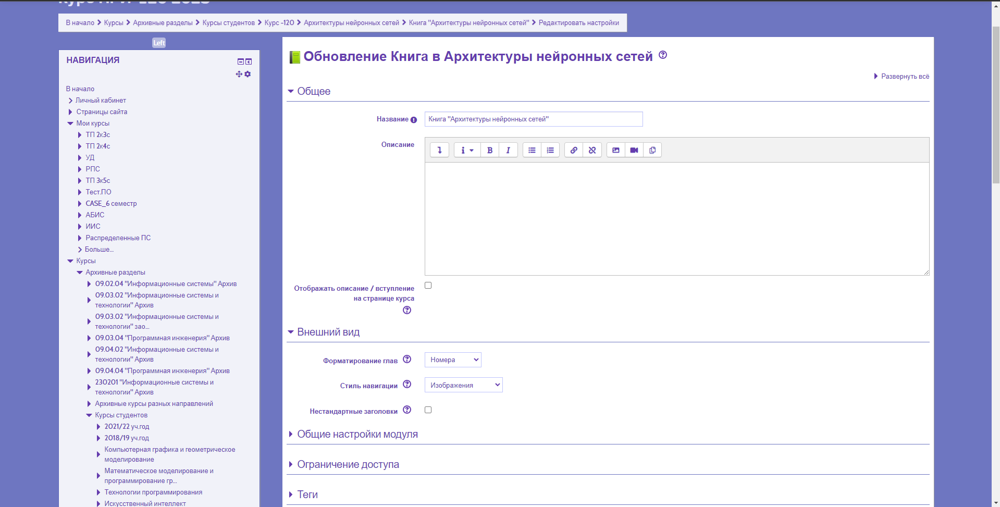 В начало > Курсы > Архивные разделы > Курсы студентов > Курс -120 > Архитектуры нейронных сетей > Книга "Архитектуры нейронных сетей" > Редактировать настройки
Left
НАВИГАЦИЯ
В начало
Личный кабинет
Страницы сайта
Мои курсы
ТП 2к3с
ТП 2к4с
УД
РПС
ТП 3к5с
Тест.ПО
CASE_6 семестр
АБИС
ИИС
Распределенные ПС
Больше...
Курсы
Архивные разделы
09.02.04 "Информационные системы" Архив
09.03.02 "Информационные системы и
технологии" Архив
09.03.02 "Информационные системы и
технологии" зао...
09.03.04 "Программная инженерия" Архив
09.04.02 "Информационные системы и
технологии" Архив
09.04.04 "Программная инженерия" Архив
230201 "Информационные системы и
технологии" Архив
Архивные курсы разных направлений
Курсы студентов
2021/22 уч.год
2018/19 уч.год
Компьютерная графика и геометрическое
моделирование
Математическое моделирование и
программирование гр...
Технологии программирования
Искусственный интеллект
Обновление Книга в Архитектуры нейронных сетей
Развернуть всё
Общее
Название
Книга "Архитектуры нейронных сетей"
Описание
Отображать описание / вступление
на странице курса
Внешний вид
Форматирование глав
Номера
Стиль навигации
Изображения
Нестандартные заголовки
Общие настройки модуля
Ограничение доступа
Теги